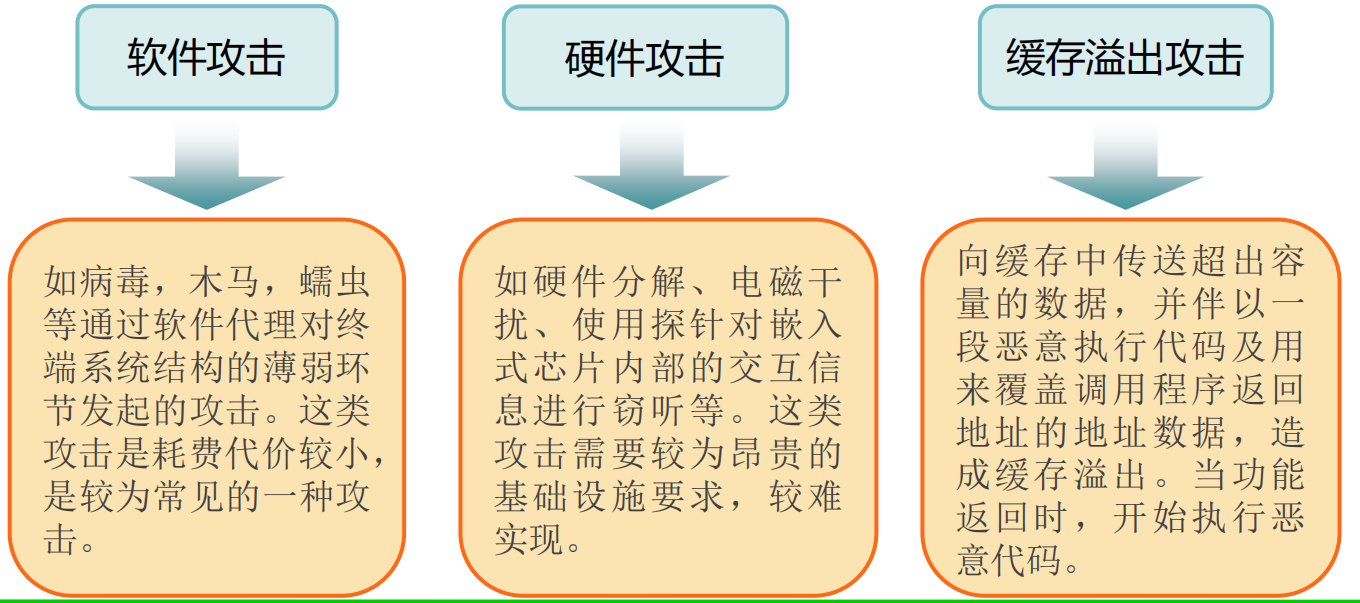 软件攻击
如病毒，木马，蠕虫
等通过软件代理对终
端系统结构的薄弱环
节发起的攻击。这类
攻击是耗费代价较小，
是较为常见的一种攻
击。
硬件攻击
如硬件分解、电磁干
扰、使用探针对嵌入
式芯片内部的交互信
息进行窃听等。这类
攻击需要较为昂贵的
基础设施要求，较难
实现。
缓存溢出攻击
向缓存中传送超出容
量的数据，并伴以一
段恶意执行代码及用
来覆盖调用程序返回
地址的地址数据，造
成缓存溢出。当功能
返回时，开始执行恶
意代码。